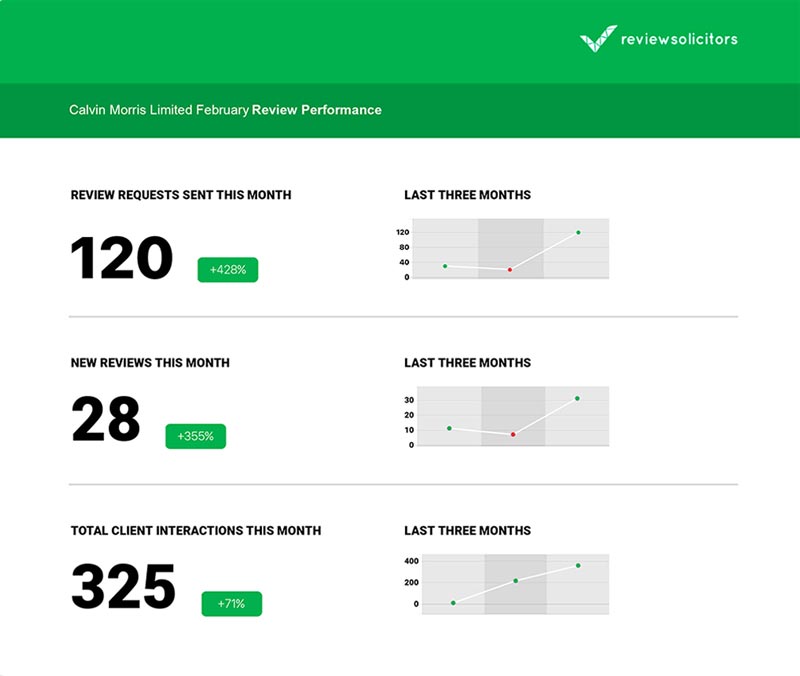 reviewsolicitors
Calvin Morris Limited February Review Performance
REVIEW REQUESTS SENT THIS MONTH
120 +428%
LAST THREE MONTHS
120
80
40
0
NEW REVIEWS THIS MONTH
28 +355%
LAST THREE MONTHS
30
20
10
0
TOTAL CLIENT INTERACTIONS THIS MONTH
325 +71%
LAST THREE MONTHS
400
200
0